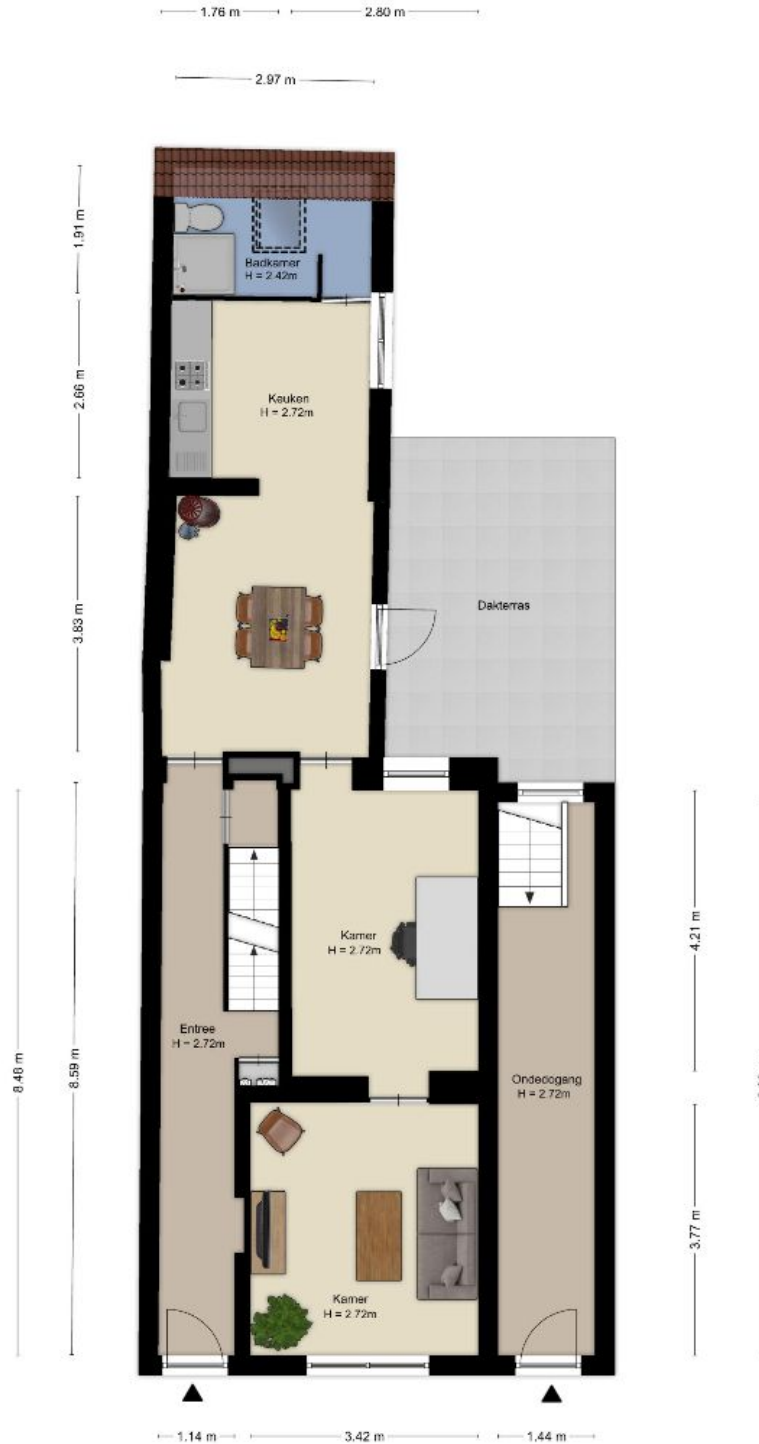 1.76 m
2.80 m
2.97 m
1.91 m
Badkamer
H = 2.42m
2.66 m
Keuken
H = 2.72m
3.83 m
Dakterras
8.48 m
8.59 m
Kamer
H = 2.72m
4.21 m
Entree
H = 2.72m
Ondedogang
H = 2.72m
3.77 m
Kamer
H = 2.72m
1.14 m
3.42 m
1.44 m